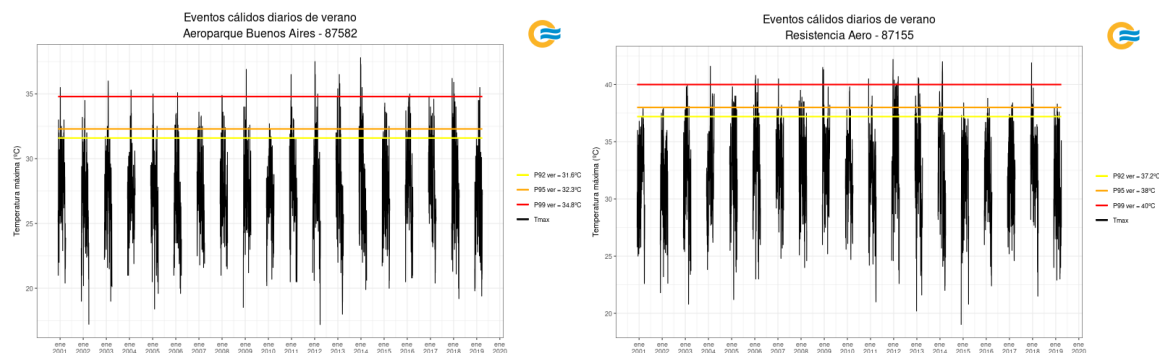 Eventos cálidos diarios de verano
Aeroparque Buenos Aires - 87582
Temperatura máxima (ºC)
35
30
25
20
P92 ver = 31.6ºC
P95 ver = 32.3ºC
P99 ver = 34.8ºC
Tmax
ene ene ene ene ene ene ene ene ene ene ene ene ene ene ene ene ene ene ene ene
2001 2002 2003 2004 2005 2006 2007 2008 2009 2010 2011 2012 2013 2014 2015 2016 2017 2018 2019 2020
Eventos cálidos diarios de verano
Resistencia Aero - 87155
Temperatura máxima (ºC)
40
35
30
25
20
P92 ver = 37.2ºC
P95 ver = 38ºC
P99 ver = 40ºC
Tmax
ene ene ene ene ene ene ene ene ene ene ene ene ene ene ene ene ene ene ene ene
2001 2002 2003 2004 2005 2006 2007 2008 2009 2010 2011 2012 2013 2014 2015 2016 2017 2018 2019 2020